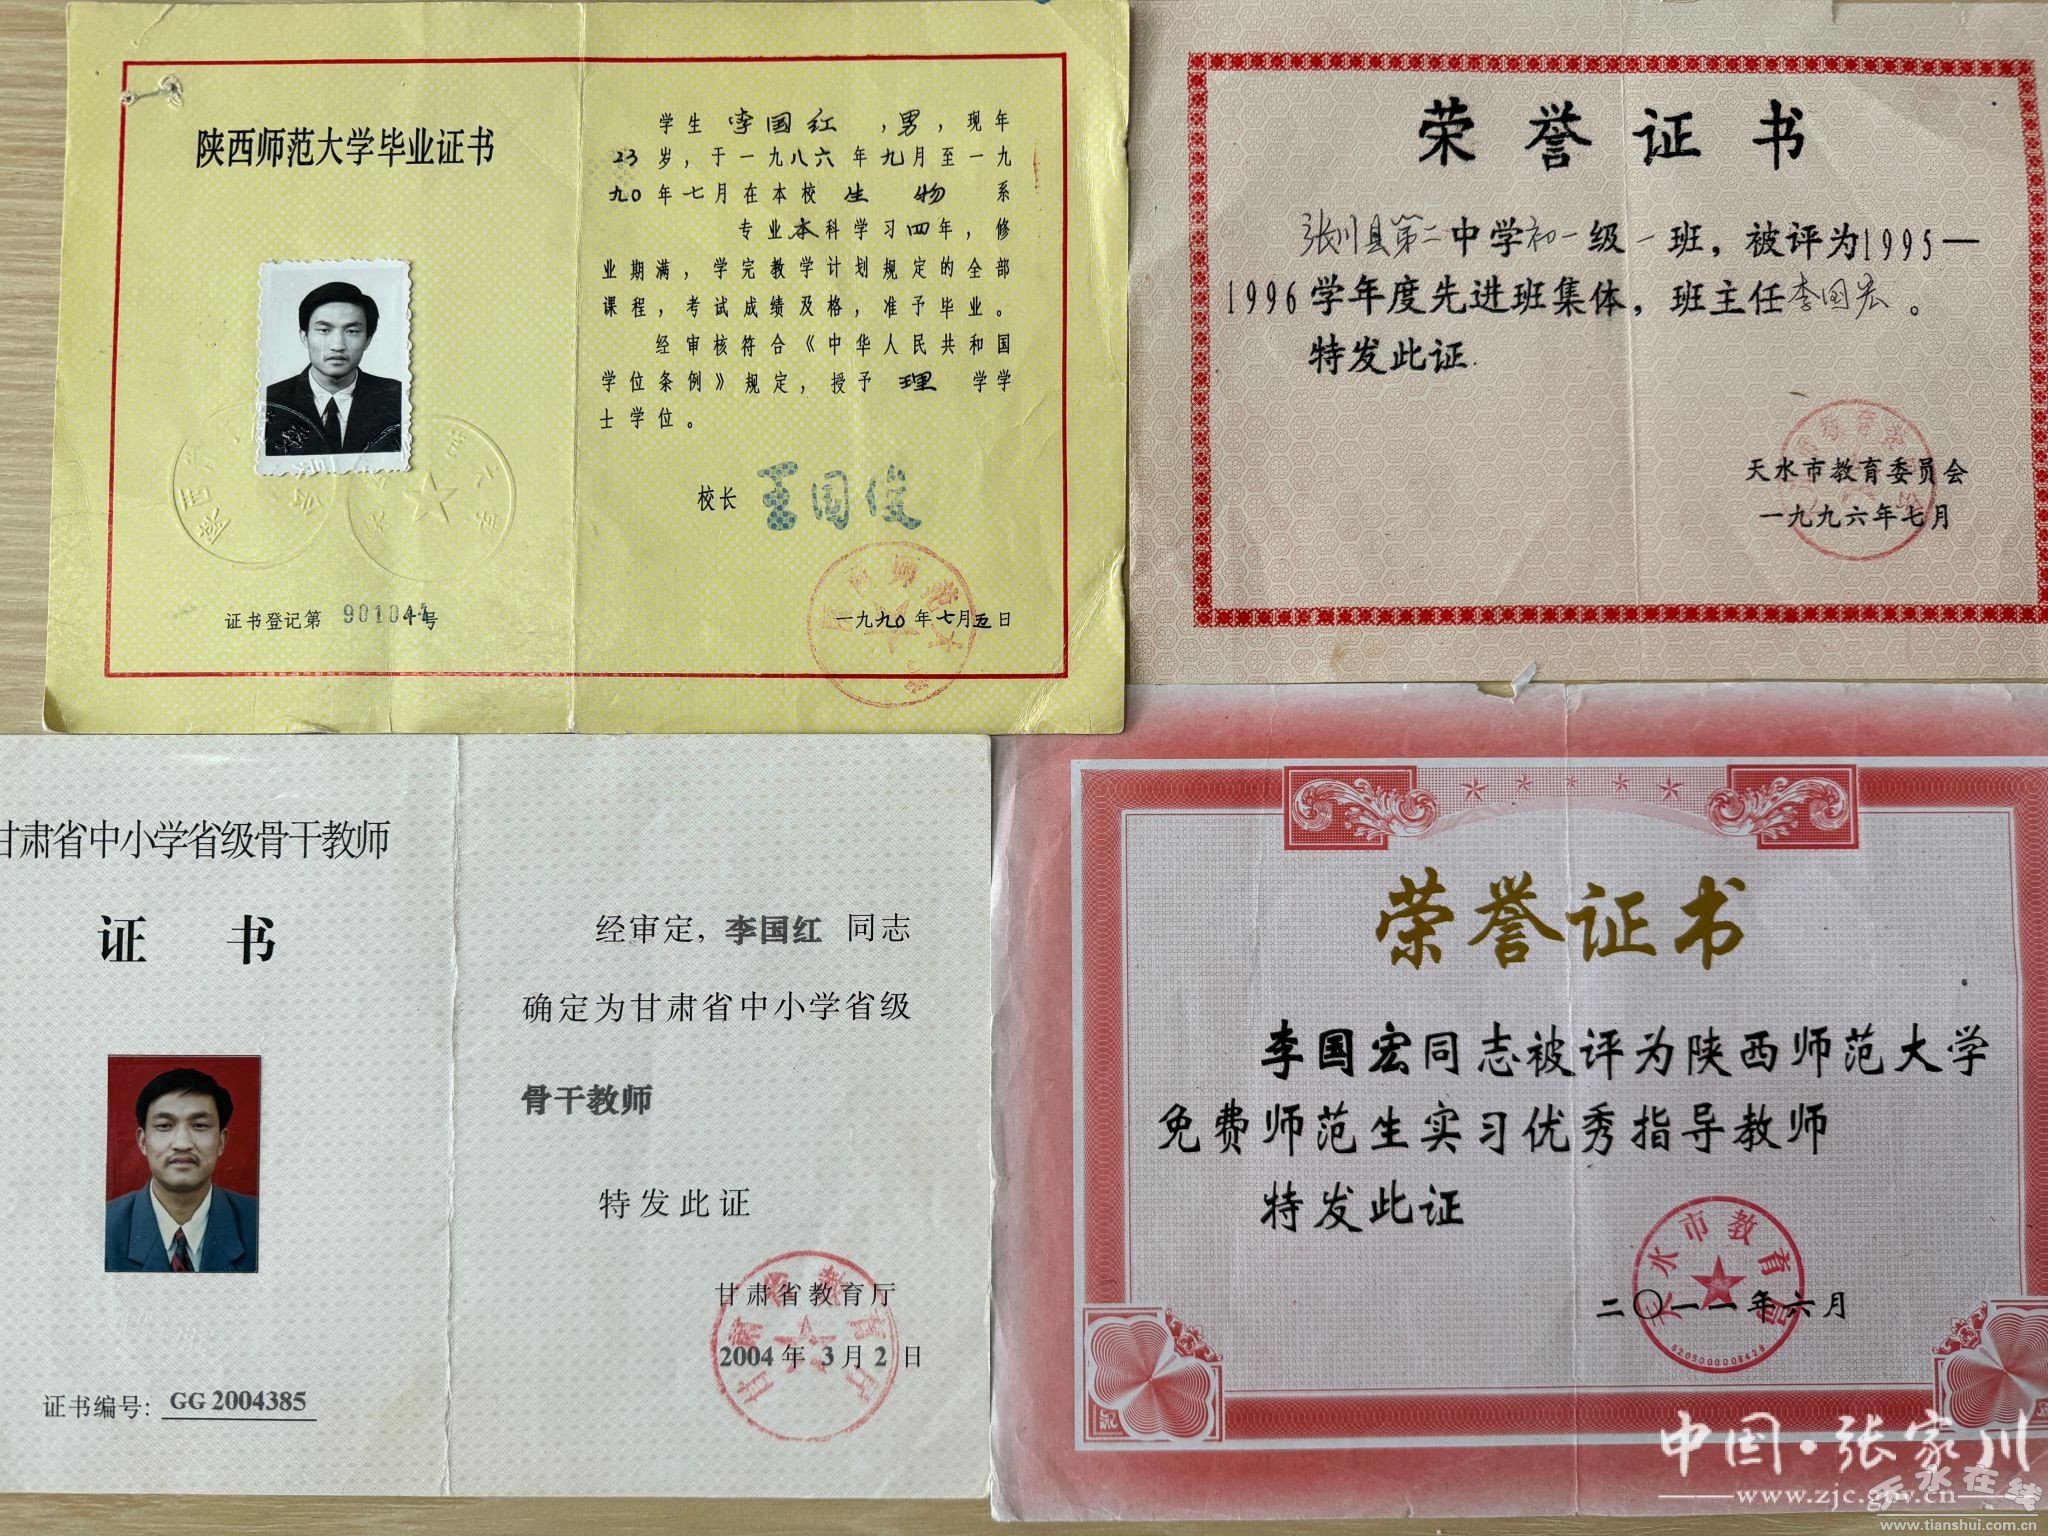 陕西师范大学毕业证书
证书登记第
号
学生 李国红 ，男，现年
23岁，于一九八六年九月至一九
九0年七月在本校 生 物 系
专业本科学习四年，修
业期满，学完教学计划规定的全部
课程，考试成绩及格，准予毕业。
经审核符合《中华人民共和国
学位条例》规定，授予 理 学学
士学位。
校长 王国俊
一九九0年七月五日
荣誉证书
张川县第二中学初一级一班，被评为1995—
1996学年度先进班集体，班主任李国宏。
特发此证.
天水市教育委员会
一九九六年七月
甘肃省中小学省级骨干教师
证 书
证书编号: GG 2004385
经审定, 李国红 同志
确定为甘肃省中小学省级
骨干教师
特发此证
甘肃省教育厅
2004 年 3 月 2 日
荣誉证书
李国宏同志被评为陕西师范大学
免费师范生实习优秀指导教师
特发此证
天水市教育局
二〇一一年六月
中国·张家川
www.zjc.gov.cn
天水在线
www.tianshui.com.cn